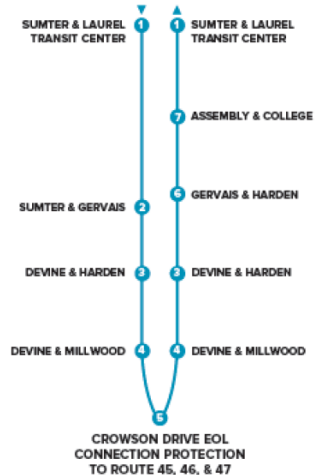 SUMTER & LAUREL
TRANSIT CENTER
1
1
SUMTER & LAUREL
TRANSIT CENTER
7
ASSEMBLY & COLLEGE
6
GERVAIS & HARDEN
SUMTER & GERVAIS
2
DEVINE & HARDEN
3
3
DEVINE & HARDEN
DEVINE & MILLWOOD
4
4
DEVINE & MILLWOOD
5
CROWSON DRIVE EOL
CONNECTION PROTECTION
TO ROUTE 45, 46, & 47